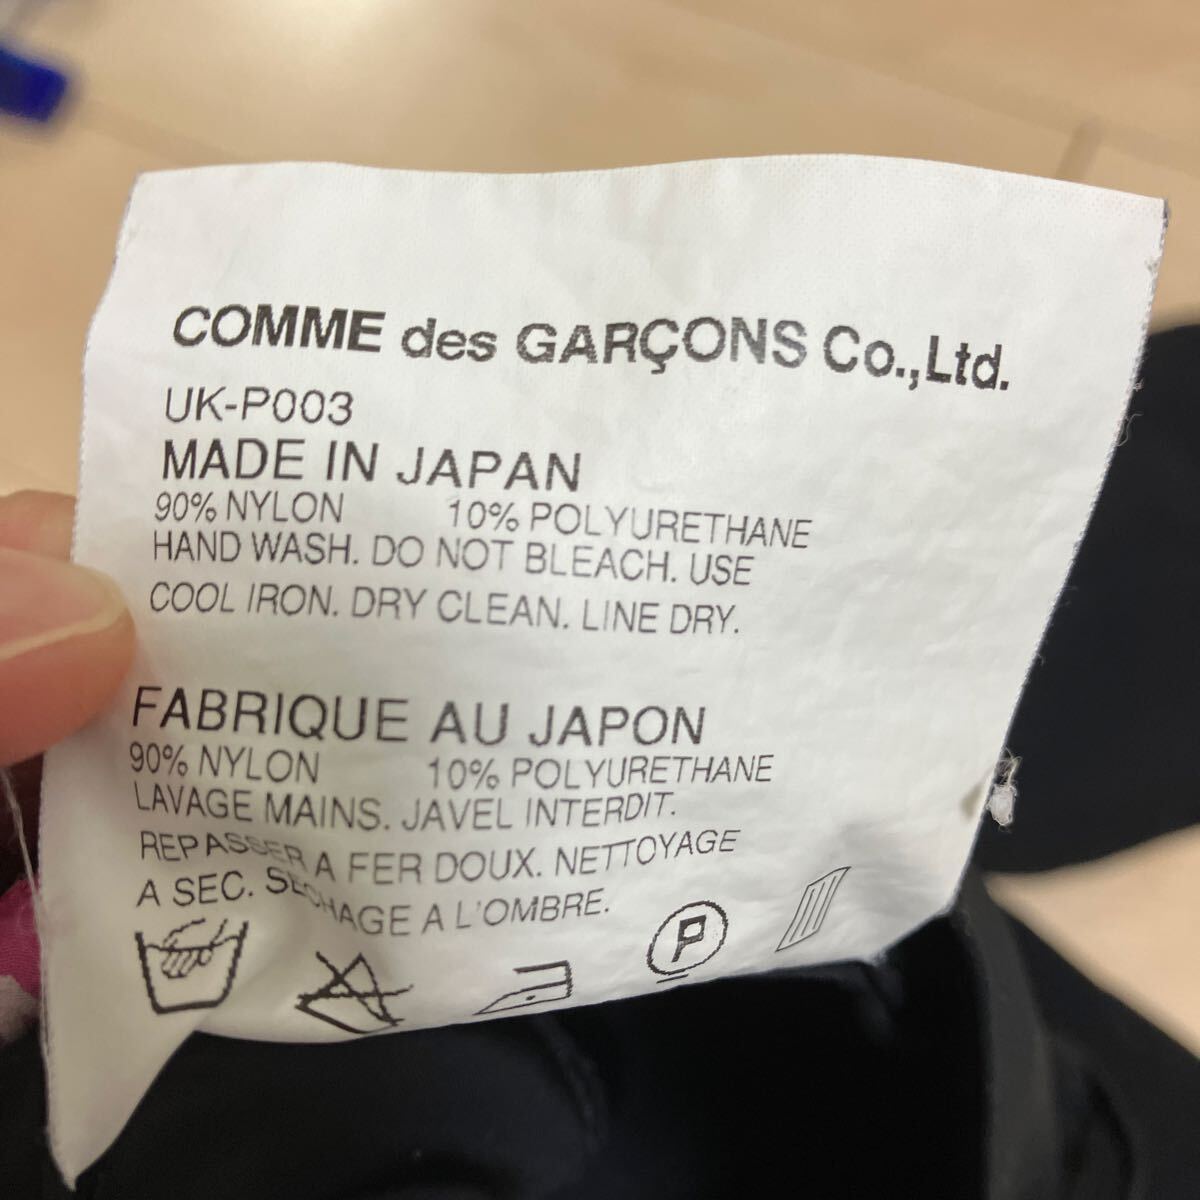 COMME des GARÇONS Co.,Ltd.
UK-P003
MADE IN JAPAN
90% NYLON 10% POLYURETHANE
HAND WASH. DO NOT BLEACH. USE
COOL IRON. DRY CLEAN. LINE DRY.
FABRIQUE AU JAPON
90% NYLON 10% POLYURETHANE
LAVAGE MAINS. JAVEL INTERDIT.
REPASSER A FER DOUX. NETTOYAGE
A SEC. SECHAGE A L'OMBRE.
P